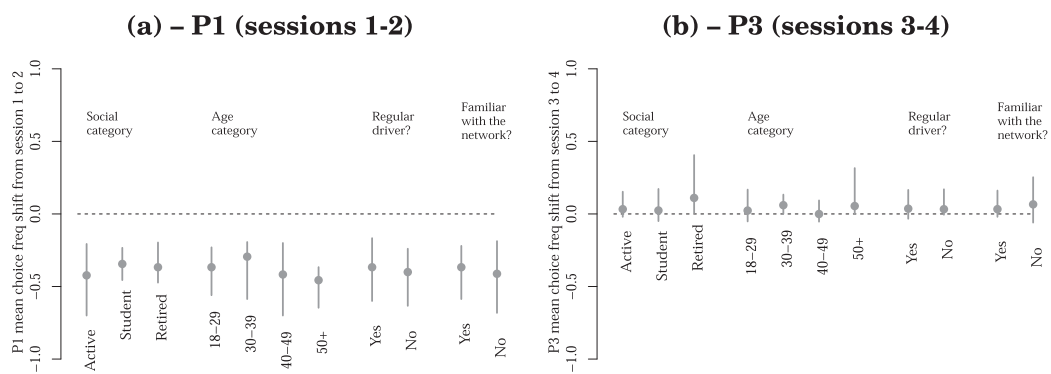 (a) – P1 (sessions 1-2)
P1 mean choice freq shift from session 1 to 2
1.0
0.5
0.0
−0.5
−1.0
Social
category
Age
category
Regular
driver?
Familiar
with the
network?
Active
Student
Retired
18−29
30−39
40−49
50+
Yes
No
Yes
No
(b) – P3 (sessions 3-4)
P3 mean choice freq shift from session 3 to 4
1.0
0.5
0.0
−0.5
−1.0
Social
category
Age
category
Regular
driver?
Familiar
with the
network?
Active
Student
Retired
18−29
30−39
40−49
50+
Yes
No
Yes
No